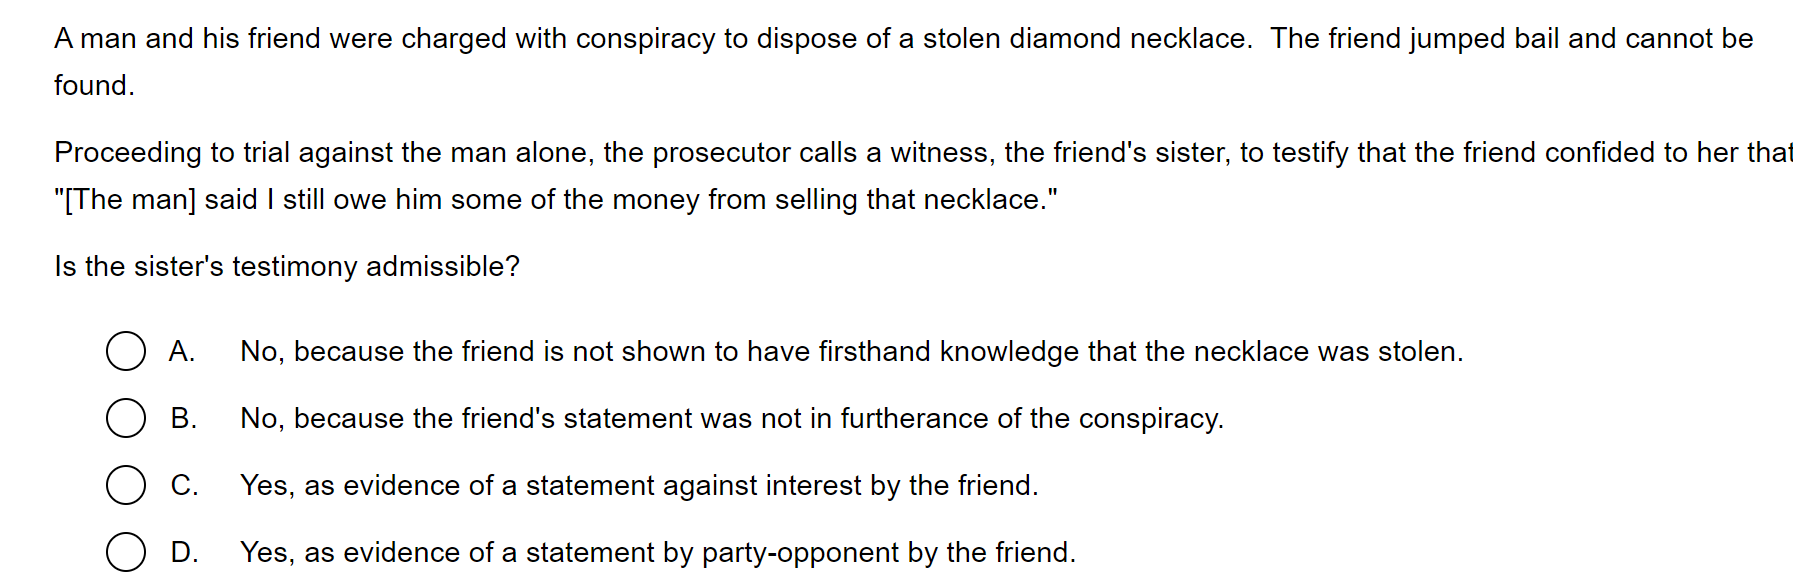 A man and his friend were charged with conspiracy to dispose of a stolen diamond necklace.  The friend jumped bail and cannot be
found.
Proceeding to trial against the man alone, the prosecutor calls a witness, the friend's sister, to testify that the friend confided to her that
"[The man] said I still owe him some of the money from selling that necklace."
Is the sister's testimony admissible?
A. No, because the friend is not shown to have firsthand knowledge that the necklace was stolen.
B. No, because the friend's statement was not in furtherance of the conspiracy.
C. Yes, as evidence of a statement against interest by the friend.
D. Yes, as evidence of a statement by party-opponent by the friend.